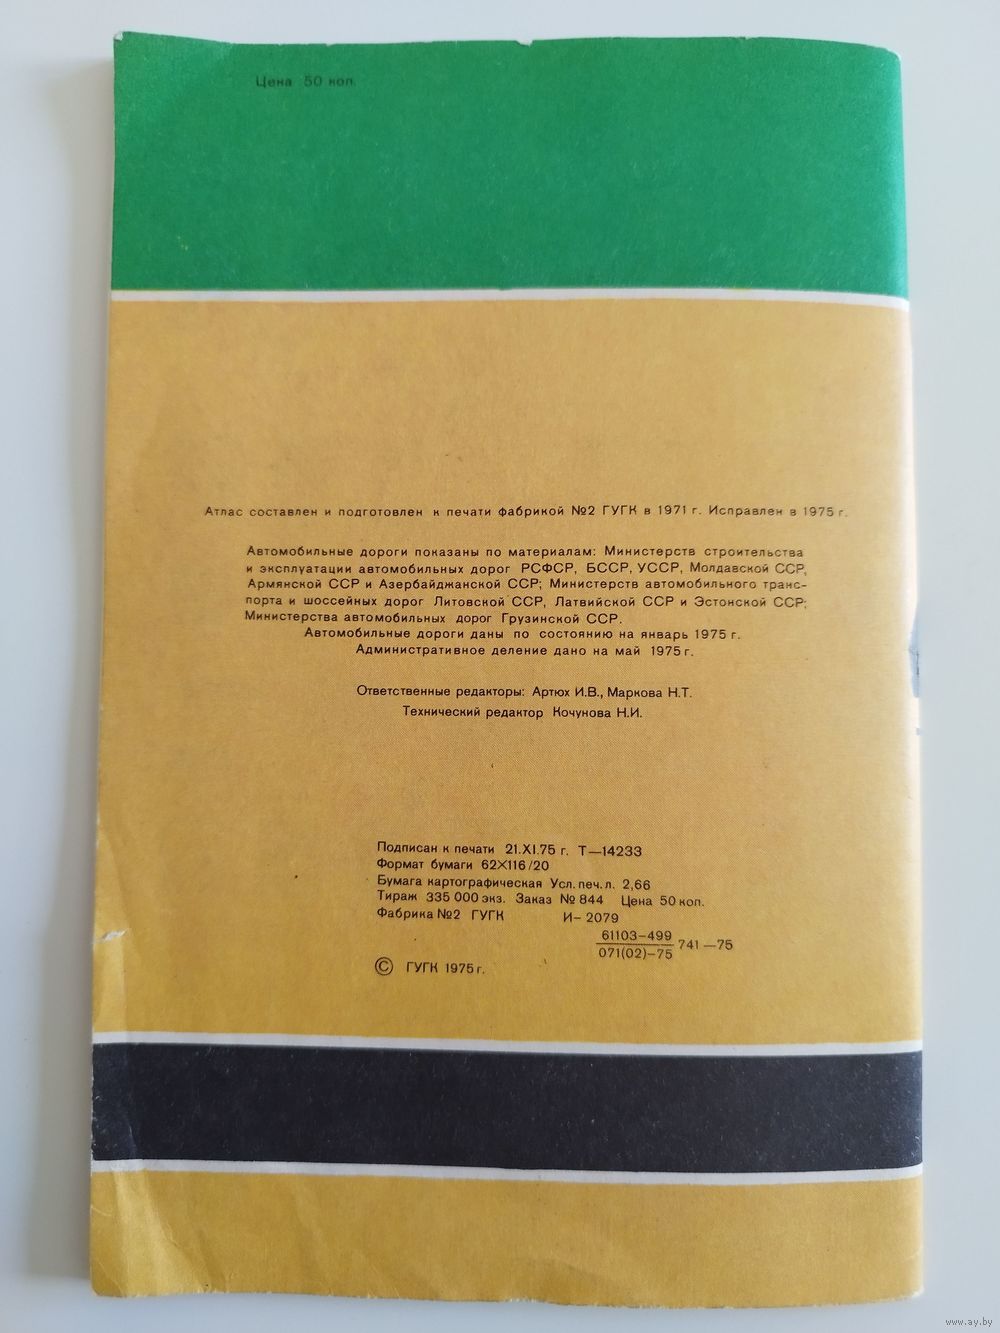 Цена 50 коп.
Атлас составлен и подготовлен к печати фабрикой №2 ГУГК в 1971 г. Исправлен в 1975 г.
Автомобильные дороги показаны по материалам: Министерств строительства
и эксплуатации автомобильных дорог РСФСР, БССР, УССР, Молдавской ССР,
Армянской ССР и Азербайджанской ССР; Министерств автомобильного транс-
порта и шоссейных дорог Литовской ССР, Латвийской ССР и Эстонской ССР;
Министерства автомобильных дорог Грузинской ССР.
Автомобильные дороги даны по состоянию на январь 1975 г.
Административное деление дано на май 1975 г.
Ответственные редакторы: Артюх И.В., Маркова Н.Т.
Технический редактор Кочунова Н.И.
Подписан к печати 21.XI.75 г. Т—14233
Формат бумаги 62X116/20
Бумага картографическая Усл. печ. л. 2,66
Тираж 335 000 экз. Заказ № 844 Цена 50 коп.
Фабрика №2 ГУГК И-2079
61103-499
071(02)-75 741-75
© ГУГК 1975 г.
www.ay.by